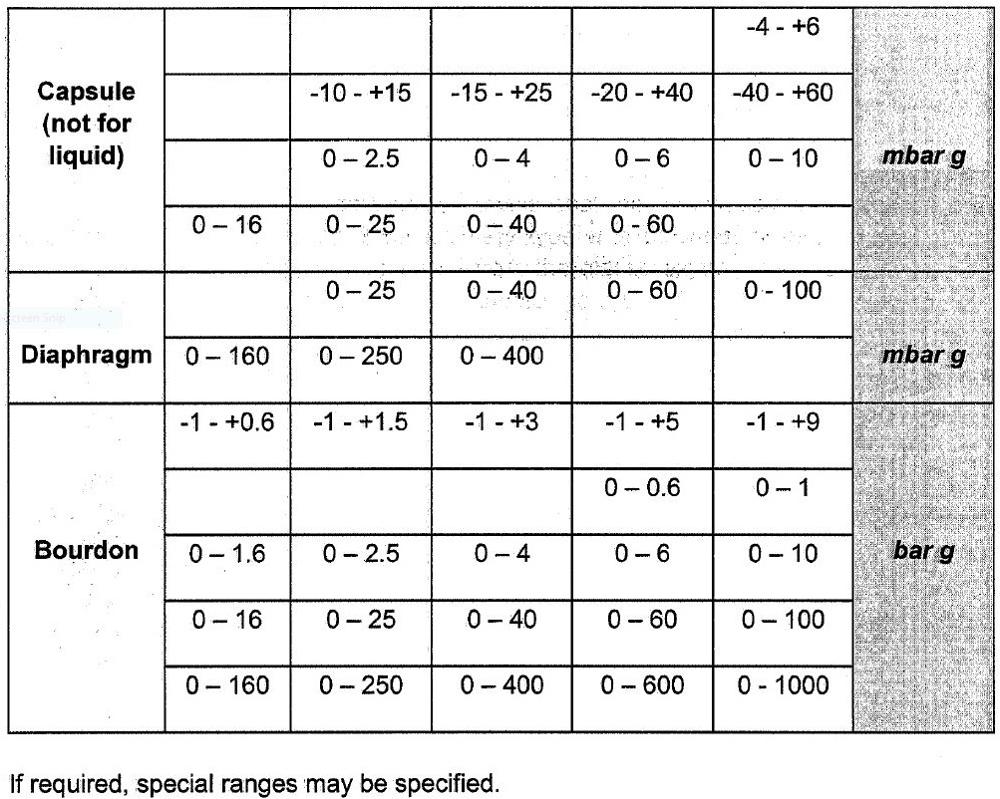 -4 - +6
Capsule
(not for
liquid)
-10 - +15 -15 - +25 -20 - +40 -40 - +60
0 – 2.5 0 – 4 0 – 6 0 – 10 mbar g
0 – 16 0 – 25 0 – 40 0 - 60
0 – 25 0 – 40 0 – 60 0 - 100
Screen Snip
Diaphragm 0 – 160 0 – 250 0 – 400 mbar g
-1 - +0.6 -1 - +1.5 -1 - +3 -1 - +5 -1 - +9
0 – 0.6 0 – 1
Bourdon 0 – 1.6 0 – 2.5 0 – 4 0 – 6 0 – 10 bar g
0 – 16 0 – 25 0 – 40 0 – 60 0 – 100
0 – 160 0 – 250 0 – 400 0 – 600 0 - 1000
If required, special ranges may be specified.